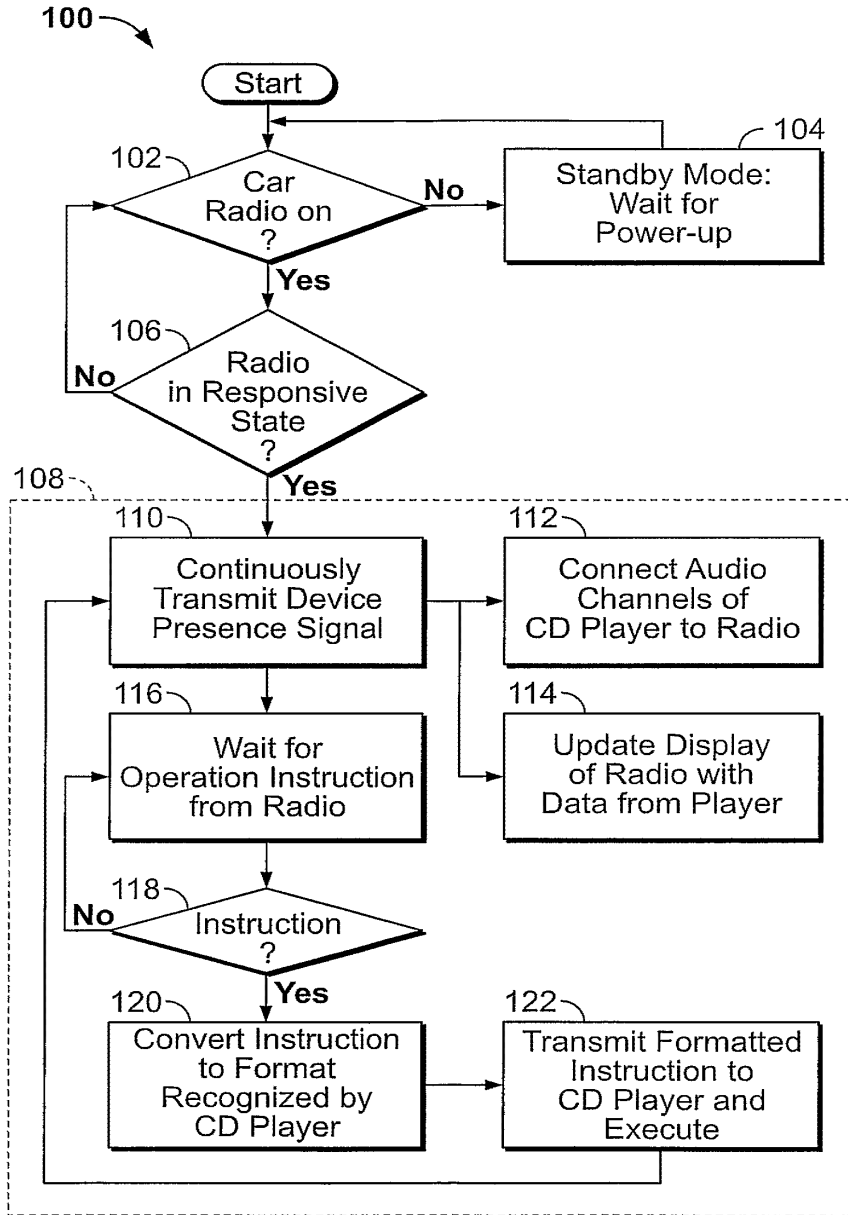 100
Start
102
Car
Radio on
?
No
104
Standby Mode:
Wait for
Power-up
Yes
106
Radio
in Responsive
State
?
No
Yes
108
110
Continuously
Transmit Device
Presence Signal
112
Connect Audio
Channels of
CD Player to Radio
116
Wait for
Operation Instruction
from Radio
114
Update Display
of Radio with
Data from Player
118
Instruction
?
No
Yes
120
Convert Instruction
to Format
Recognized by
CD Player
122
Transmit Formatted
Instruction to
CD Player and
Execute